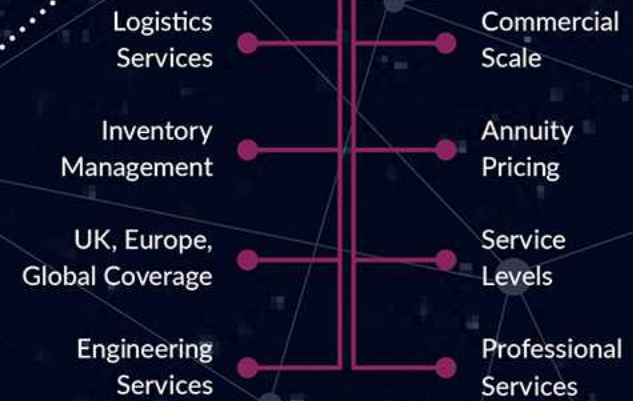 Logistics
Services
Commercial
Scale
Inventory
Management
Annuity
Pricing
UK, Europe,
Global Coverage
Service
Levels
Engineering
Services
Professional
Services